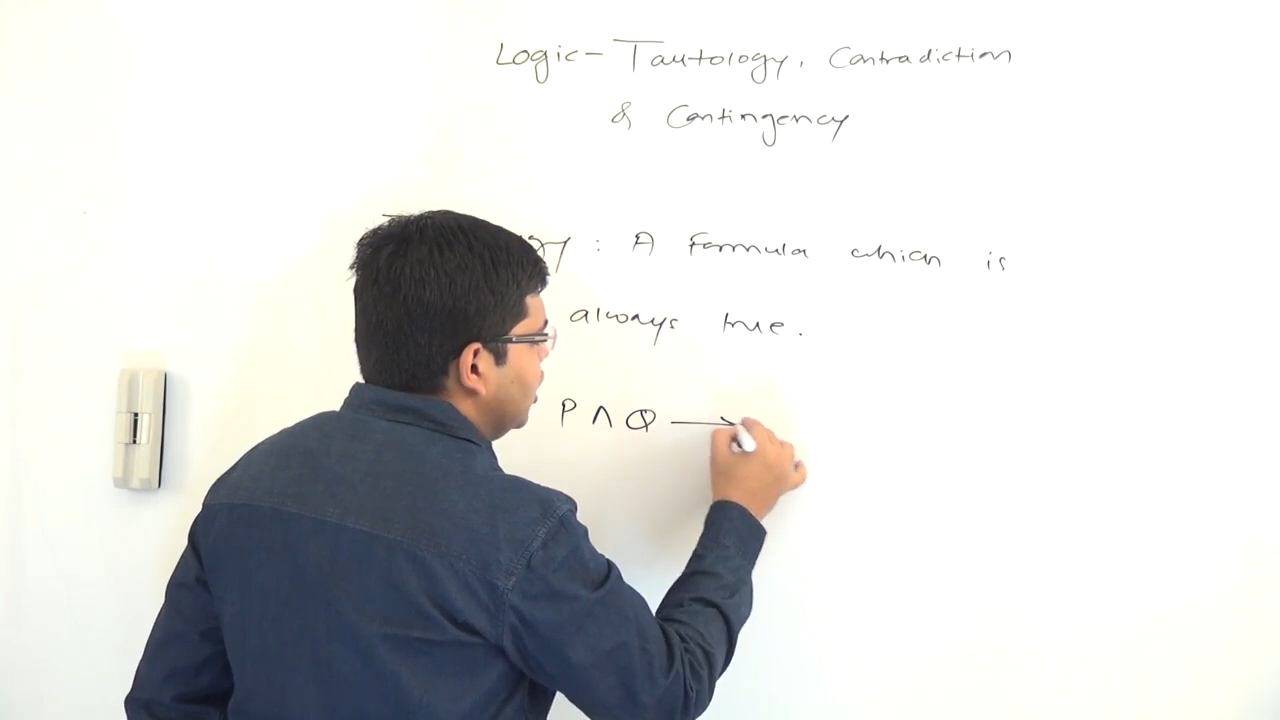 Logic - Tautology, Contradiction
& Contingency
: A Formula which is
always true.
P ∧ Q →